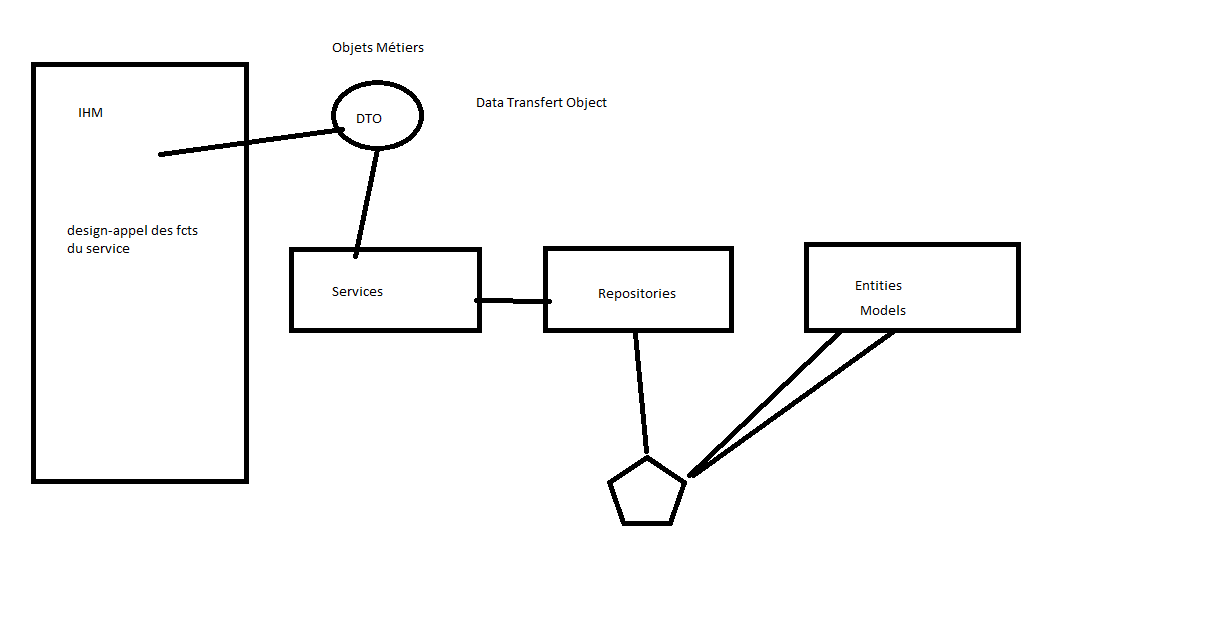 Objets Métiers
IHM
DTO
Data Transfert Object
design-appel des fcts
du service
Services
Repositories
Entities
Models